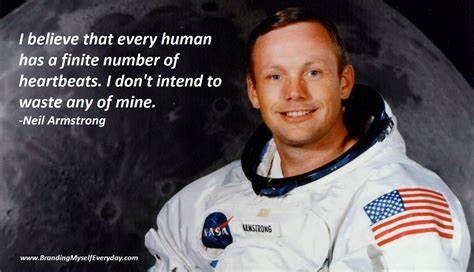 I believe that every human
has a finite number of
heartbeats. I don't intend to
waste any of mine.
-Neil Armstrong
NASA
ARMSTRONG
www.BrandingMyselfEveryday.com